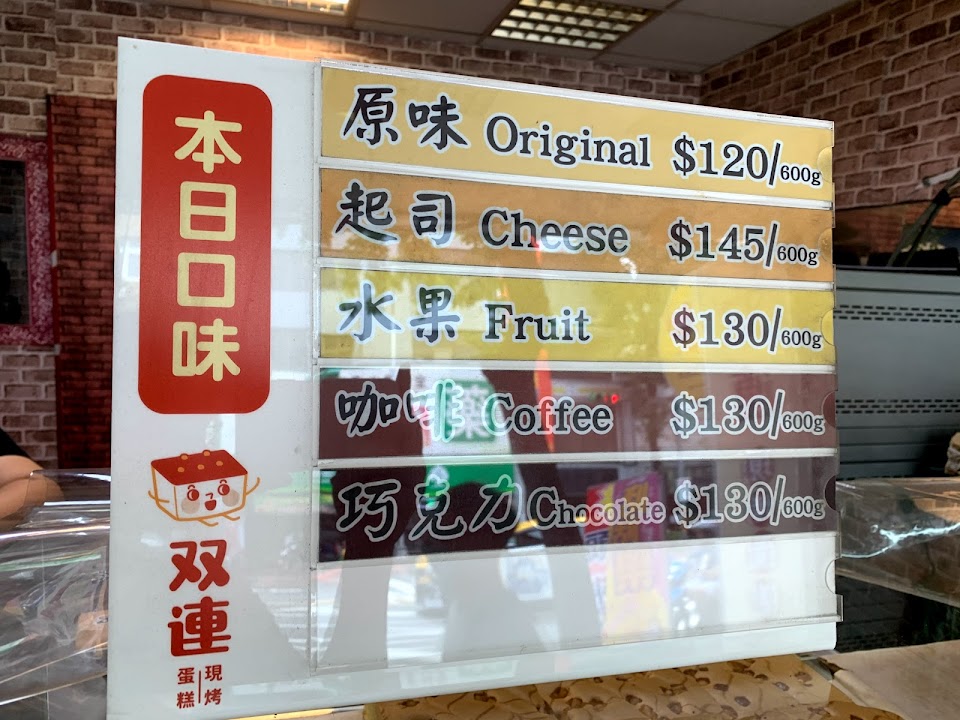 本日口味
双連
現烤
蛋糕
原味 Original $120/600g
起司 Cheese $145/600g
水果 Fruit $130/600g
咖啡 Coffee $130/600g
巧克力 Chocolate $130/600g